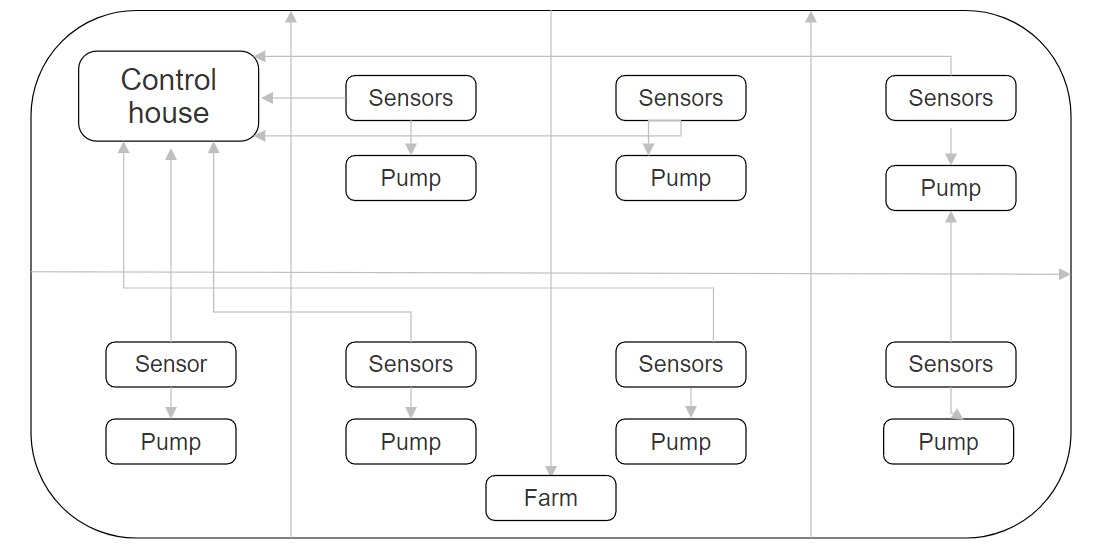 Control
house
Sensors
Sensors
Sensors
Pump
Pump
Pump
Sensor
Sensors
Sensors
Sensors
Pump
Pump
Pump
Pump
Farm